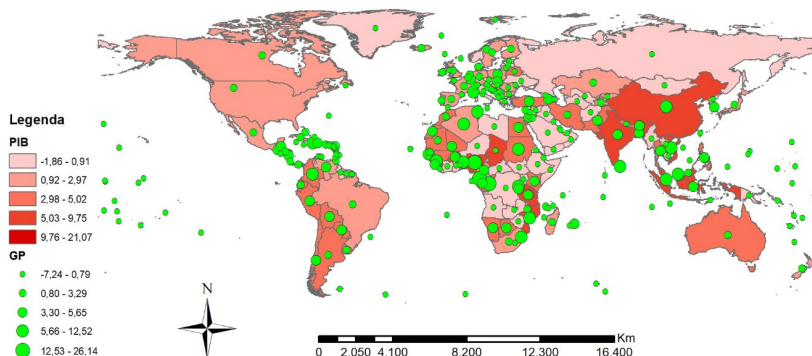 Legenda
PIB
-1,86 - 0,91
0,92 - 2,97
2,98 - 5,02
5,03 - 9,75
9,76 - 21,07
GP
-7,24 - 0,79
0,80 - 3,29
3,30 - 5,65
5,66 - 12,52
12,53 - 26,14
N
Km
0 2.050 4.100 8.200 12.300 16.400